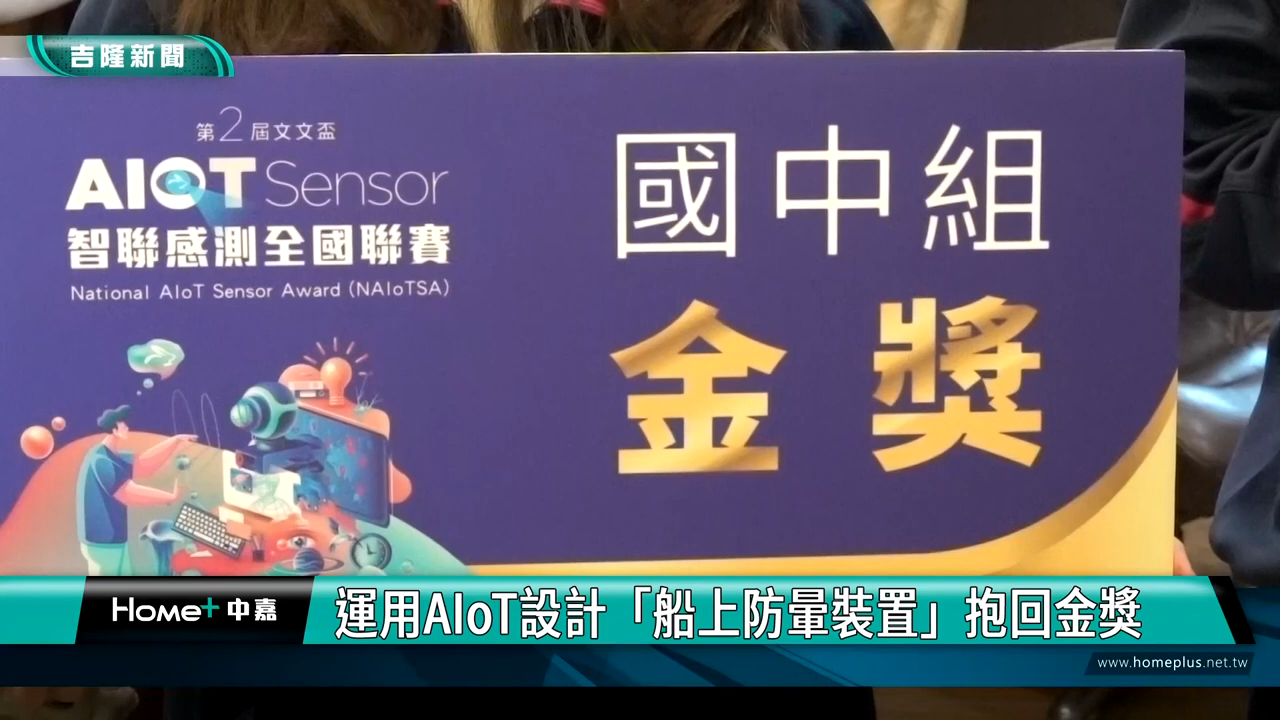 吉隆新聞
第2屆文文盃
AIOT Sensor
智聯感測全國聯賽
National AIoT Sensor Award (NAIoTSA)
國中組
金獎
Home+中嘉
運用AIoT設計「船上防暈裝置」抱回金獎
www.homeplus.net.tw